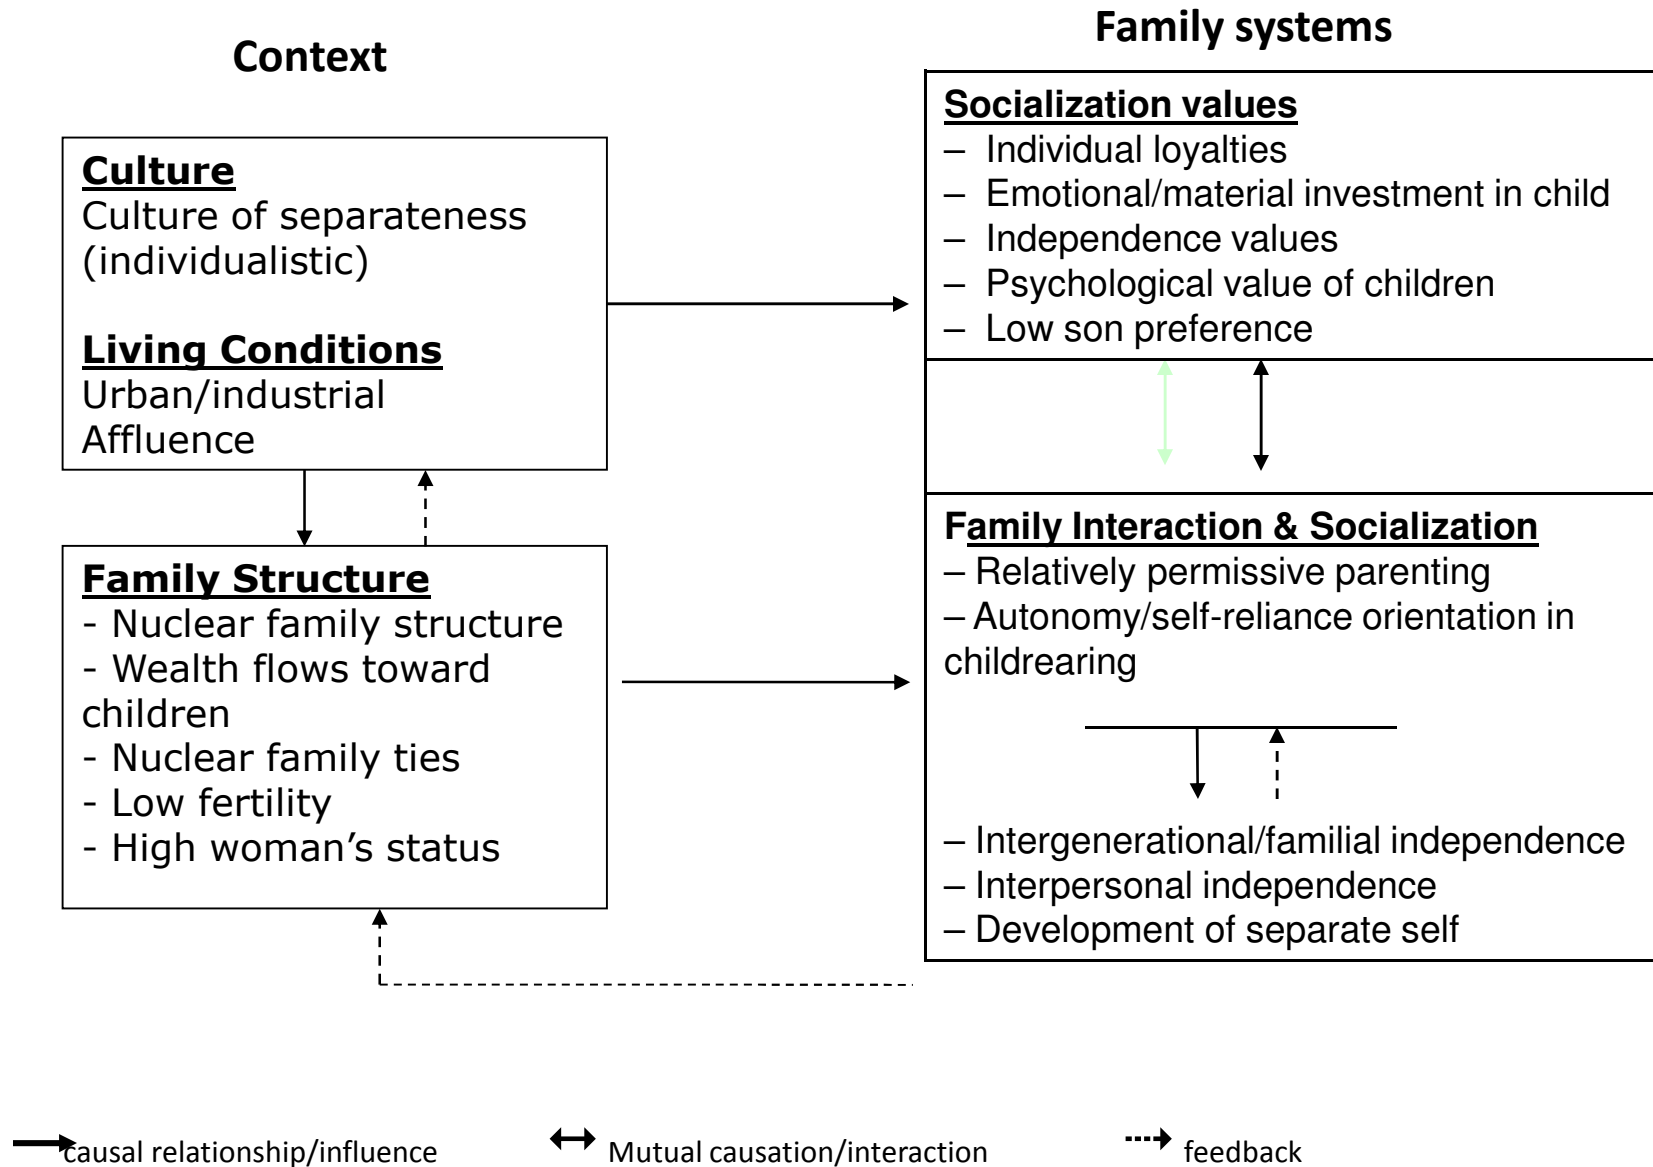 Context
Culture
Culture of separateness
(individualistic)
Living Conditions
Urban/industrial
Affluence
Family Structure
- Nuclear family structure
- Wealth flows toward
children
- Nuclear family ties
- Low fertility
- High woman’s status
Family systems
Socialization values
– Individual loyalties
– Emotional/material investment in child
– Independence values
– Psychological value of children
– Low son preference
Family Interaction & Socialization
– Relatively permissive parenting
– Autonomy/self-reliance orientation in
childrearing
– Intergenerational/familial independence
– Interpersonal independence
– Development of separate self
causal relationship/influence
Mutual causation/interaction
feedback